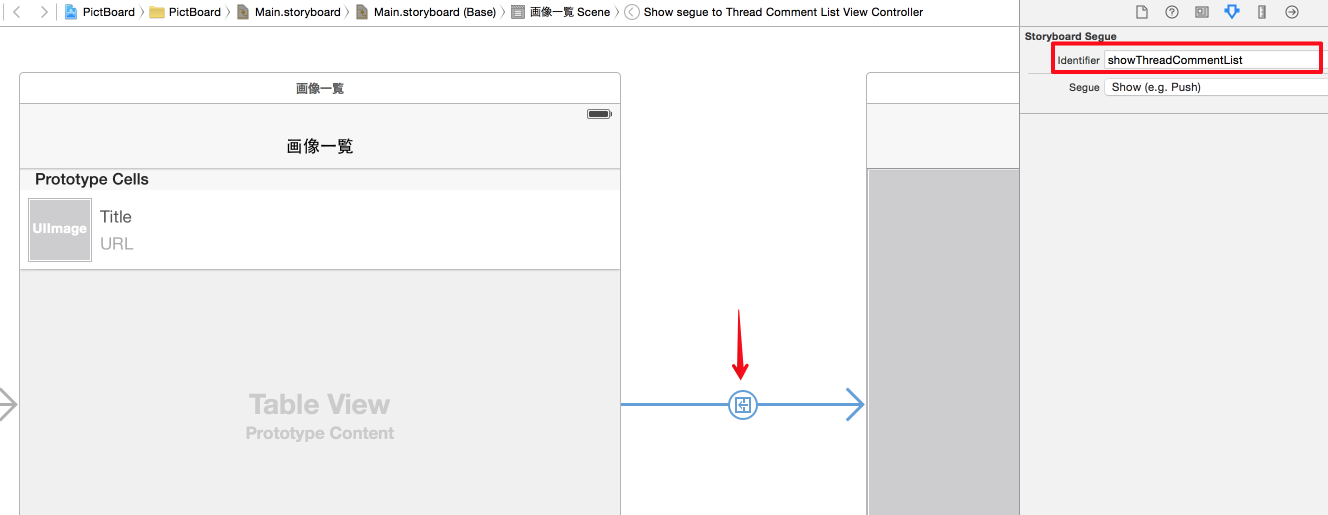 PictBoard PictBoard Main.storyboard Main.storyboard (Base) 画像一覧 Scene Show segue to Thread Comment List View Controller
Storyboard Segue
Identifier showThreadCommentList
Segue Show (e.g. Push)
画像一覧
画像一覧
Prototype Cells
UIImage
Title
URL
Table View
Prototype Content